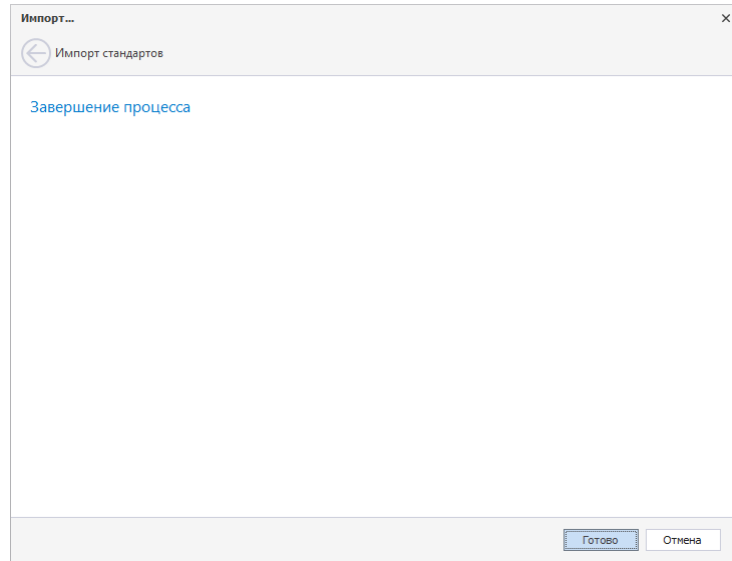 Импорт...
Импорт стандартов
Завершение процесса
Готово Отмена